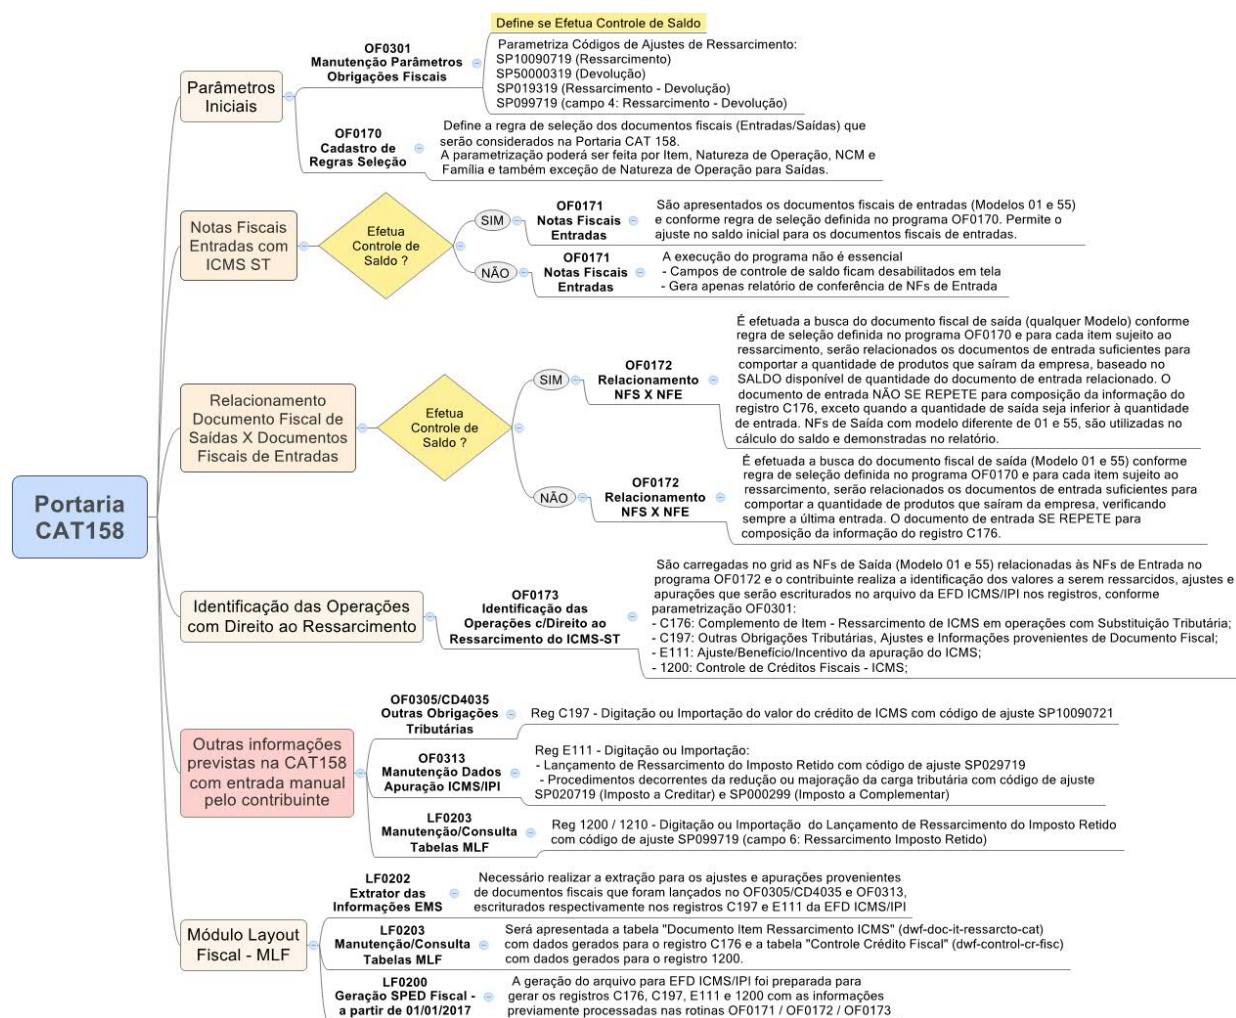 Portaria
CAT158
Parâmetros
Iniciais
OF0301
Manutenção Parâmetros
Obrigações Fiscais
Define se Efetua Controle de Saldo
Parametriza Códigos de Ajustes de Ressarcimento:
SP10090719 (Ressarcimento)
SP50000319 (Devolução)
SP019319 (Ressarcimento - Devolução)
SP099719 (campo 4: Ressarcimento - Devolução)
OF0170
Cadastro de
Regras Seleção
Define a regra de seleção dos documentos fiscais (Entradas/Saídas) que
serão considerados na Portaria CAT 158.
A parametrização poderá ser feita por Item, Natureza de Operação, NCM e
Família e também exceção de Natureza de Operação para Saídas.
Notas Fiscais
Entradas com
ICMS ST
Efetua
Controle de
Saldo ?
SIM
OF0171
Notas Fiscais
Entradas
São apresentados os documentos fiscais de entradas (Modelos 01 e 55)
e conforme regra de seleção definida no programa OF0170. Permite o
ajuste no saldo inicial para os documentos fiscais de entradas.
NÃO
OF0171
Notas Fiscais
Entradas
A execução do programa não é essencial
- Campos de controle de saldo ficam desabilitados em tela
- Gera apenas relatório de conferência de NFs de Entrada
Relacionamento
Documento Fiscal de
Saídas X Documentos
Fiscais de Entradas
Efetua
Controle de
Saldo ?
SIM
OF0172
Relacionamento
NFS X NFE
É efetuada a busca do documento fiscal de saída (qualquer Modelo) conforme
regra de seleção definida no programa OF0170 e para cada item sujeito ao
ressarcimento, serão relacionados os documentos de entrada suficientes para
comportar a quantidade de produtos que saíram da empresa, baseado no
SALDO disponível de quantidade do documento de entrada relacionado. O
documento de entrada NÃO SE REPETE para composição da informação do
registro C176, exceto quando a quantidade de saída seja inferior à quantidade
de entrada. NFs de Saída com modelo diferente de 01 e 55, são utilizadas no
cálculo do saldo e demonstradas no relatório.
NÃO
OF0172
Relacionamento
NFS X NFE
É efetuada a busca do documento fiscal de saída (Modelo 01 e 55) conforme
regra de seleção definida no programa OF0170 e para cada item sujeito ao
ressarcimento, serão relacionados os documentos de entrada suficientes para
comportar a quantidade de produtos que saíram da empresa, verificando
sempre a última entrada. O documento de entrada SE REPETE para
composição da informação do registro C176.
Identificação das Operações
com Direito ao Ressarcimento
OF0173
Identificação das
Operações c/Direito ao
Ressarcimento do ICMS-ST
São carregadas no grid as NFs de Saída (Modelo 01 e 55) relacionadas às NFs de Entrada no
programa OF0172 e o contribuinte realiza a identificação dos valores a serem ressarcidos, ajustes e
apurações que serão escriturados no arquivo da EFD ICMS/IPI nos registros, conforme
parametrização OF0301:
- C176: Complemento de Item - Ressarcimento de ICMS em operações com Substituição Tributária;
- C197: Outras Obrigações Tributárias, Ajustes e Informações provenientes de Documento Fiscal;
- E111: Ajuste/Benefício/Incentivo da apuração do ICMS;
- 1200: Controle de Créditos Fiscais - ICMS;
Outras informações
previstas na CAT158
com entrada manual
pelo contribuinte
OF0305/CD4035
Outras Obrigações
Tributárias
Reg C197 - Digitação ou Importação do valor do crédito de ICMS com código de ajuste SP10090721
OF0313
Manutenção Dados
Apuração ICMS/IPI
Reg E111 - Digitação ou Importação:
- Lançamento de Ressarcimento do Imposto Retido com código de ajuste SP029719
- Procedimentos decorrentes da redução ou majoração da carga tributária com código de ajuste
SP020719 (Imposto a Creditar) e SP000299 (Imposto a Complementar)
LF0203
Manutenção/Consulta
Tabelas MLF
Reg 1200 / 1210 - Digitação ou Importação do Lançamento de Ressarcimento do Imposto Retido
com código de ajuste SP099719 (campo 6: Ressarcimento Imposto Retido)
Módulo Layout
Fiscal - MLF
LF0202
Extrator das
Informações EMS
Necessário realizar a extração para os ajustes e apurações provenientes
de documentos fiscais que foram lançados no OF0305/CD4035 e OF0313,
escriturados respectivamente nos registros C197 e E111 da EFD ICMS/IPI
LF0203
Manutenção/Consulta
Tabelas MLF
Será apresentada a tabela "Documento Item Ressarcimento ICMS" (dwf-doc-it-ressarcto-cat)
com dados gerados para o registro C176 e a tabela "Controle Crédito Fiscal" (dwf-control-cr-fisc)
com dados gerados para o registro 1200.
LF0200
Geração SPED Fiscal -
a partir de 01/01/2017
A geração do arquivo para EFD ICMS/IPI foi preparada para
gerar os registros C176, C197, E111 e 1200 com as informações
previamente processadas nas rotinas OF0171 / OF0172 / OF0173